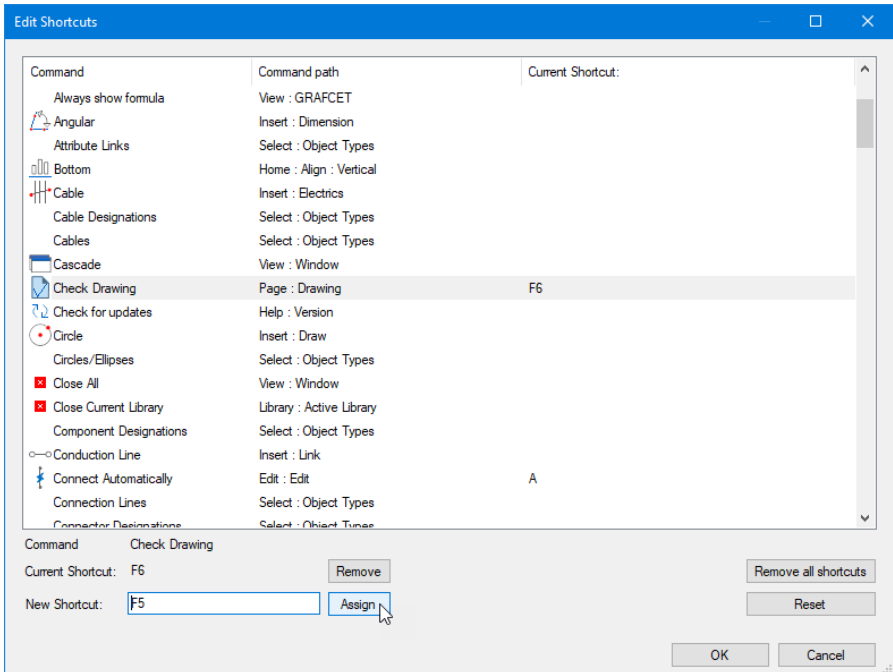 Edit Shortcuts
Command Command path Current Shortcut:
Always show formula View : GRAFCET
Angular Insert : Dimension
Attribute Links Select : Object Types
Bottom Home : Align : Vertical
Cable Insert : Electrics
Cable Designations Select : Object Types
Cables Select : Object Types
Cascade View : Window
Check Drawing Page : Drawing F6
Check for updates Help : Version
Circle Insert : Draw
Circles/Ellipses Select : Object Types
Close All View : Window
Close Current Library Library : Active Library
Component Designations Select : Object Types
Conduction Line Insert : Link
Connect Automatically Edit : Edit A
Connection Lines Select : Object Types
Connector Designations Select : Object Types
Command Check Drawing
Current Shortcut: F6 Remove Remove all shortcuts
New Shortcut: F5 Assign Reset
OK Cancel